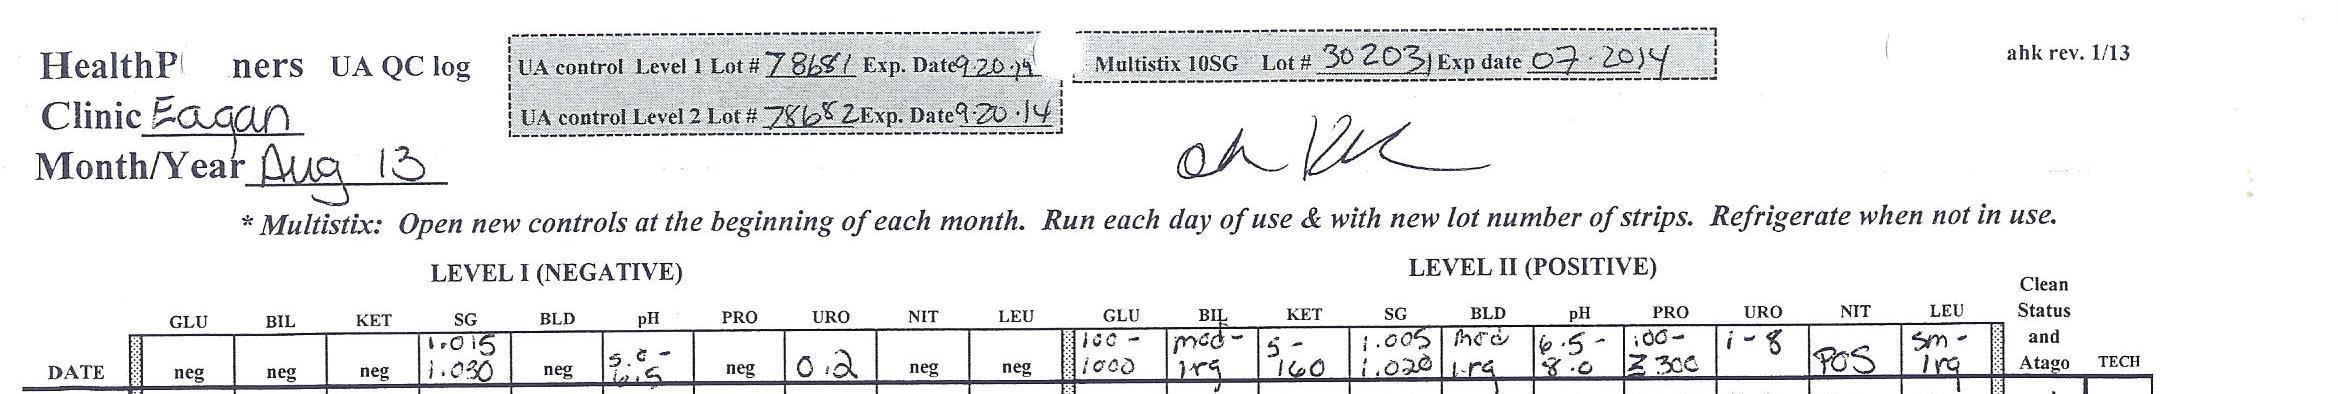 HealthP ners UA QC log
UA control Level 1 Lot # 78681 Exp. Date 9.20.14
Multistix 10SG Lot # 302031 Exp date 07.2014
ahk rev. 1/13
Clinic Eagan
UA control Level 2 Lot # 78682 Exp. Date 9.20.14
Month/Year Aug 13
* Multistix: Open new controls at the beginning of each month. Run each day of use & with new lot number of strips. Refrigerate when not in use.
LEVEL I (NEGATIVE) LEVEL II (POSITIVE)
Clean
GLU BIL KET SG BLD pH PRO URO NIT LEU GLU BIL KET SG BLD pH PRO URO NIT LEU Status
1.015 100 - mod - 5 - 1.005 mod 6.5 - 100- 1 - 8 sm - and
DATE neg neg neg 1.030 neg 5.0 - 6.5 neg 0.2 neg neg 1000 lrg 160 1.020 lrg 8.0 ≥ 300 POS lrg Atago TECH